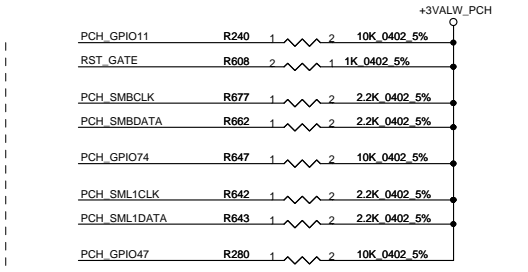 +3VALW_PCH
PCH_GPIO11 R240 1 2 10K_0402_5%
RST_GATE R608 2 1 1K_0402_5%
PCH_SMBCLK R677 1 2 2.2K_0402_5%
PCH_SMBDATA R662 1 2 2.2K_0402_5%
PCH_GPIO74 R647 1 2 10K_0402_5%
PCH_SML1CLK R642 1 2 2.2K_0402_5%
PCH_SML1DATA R643 1 2 2.2K_0402_5%
PCH_GPIO47 R280 1 2 10K_0402_5%